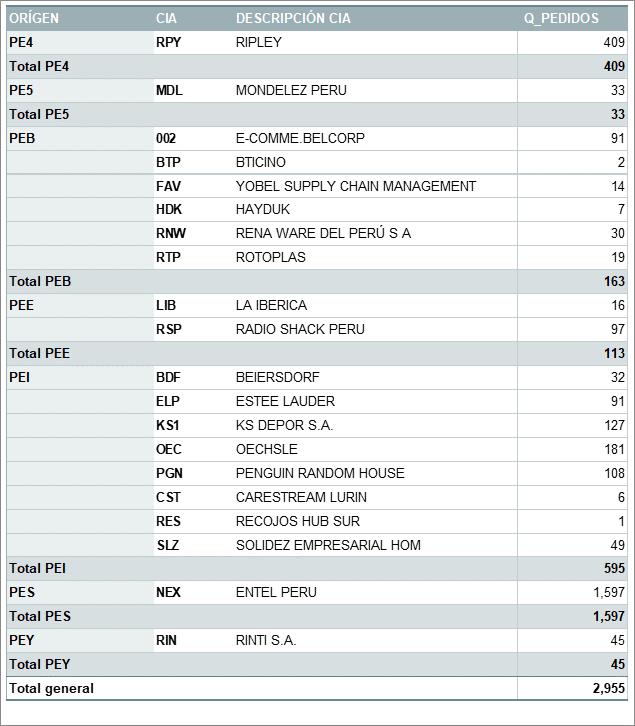 ORÍGEN CIA DESCRIPCIÓN CIA Q_PEDIDOS
PE4 RPY RIPLEY 409
Total PE4 409
PE5 MDL MONDELEZ PERU 33
Total PE5 33
PEB 002 E-COMME.BELCORP 91
BTP BTICINO 2
FAV YOBEL SUPPLY CHAIN MANAGEMENT 14
HDK HAYDUK 7
RNW RENA WARE DEL PERÚ S A 30
RTP ROTOPLAS 19
Total PEB 163
PEE LIB LA IBERICA 16
RSP RADIO SHACK PERU 97
Total PEE 113
PEI BDF BEIERSDORF 32
ELP ESTEE LAUDER 91
KS1 KS DEPOR S.A. 127
OEC OECHSLE 181
PGN PENGUIN RANDOM HOUSE 108
CST CARESTREAM LURIN 6
RES RECOJOS HUB SUR 1
SLZ SOLIDEZ EMPRESARIAL HOM 49
Total PEI 595
PES NEX ENTEL PERU 1,597
Total PES 1,597
PEY RIN RINTI S.A. 45
Total PEY 45
Total general 2,955